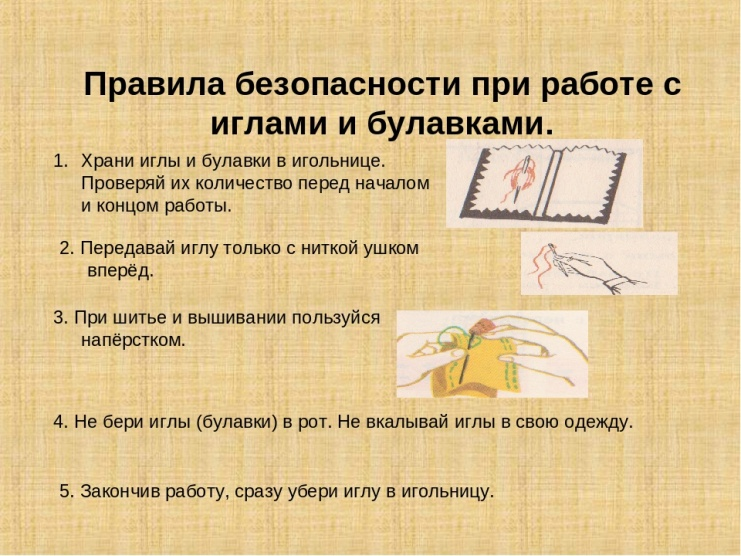 Правила безопасности при работе с
иглами и булавками.
1. Храни иглы и булавки в игольнице.
Проверяй их количество перед началом
и концом работы.
2. Передавай иглу только с ниткой ушком
вперёд.
3. При шитье и вышивании пользуйся
напёрстком.
4. Не бери иглы (булавки) в рот. Не вкалывай иглы в свою одежду.
5. Закончив работу, сразу убери иглу в игольницу.